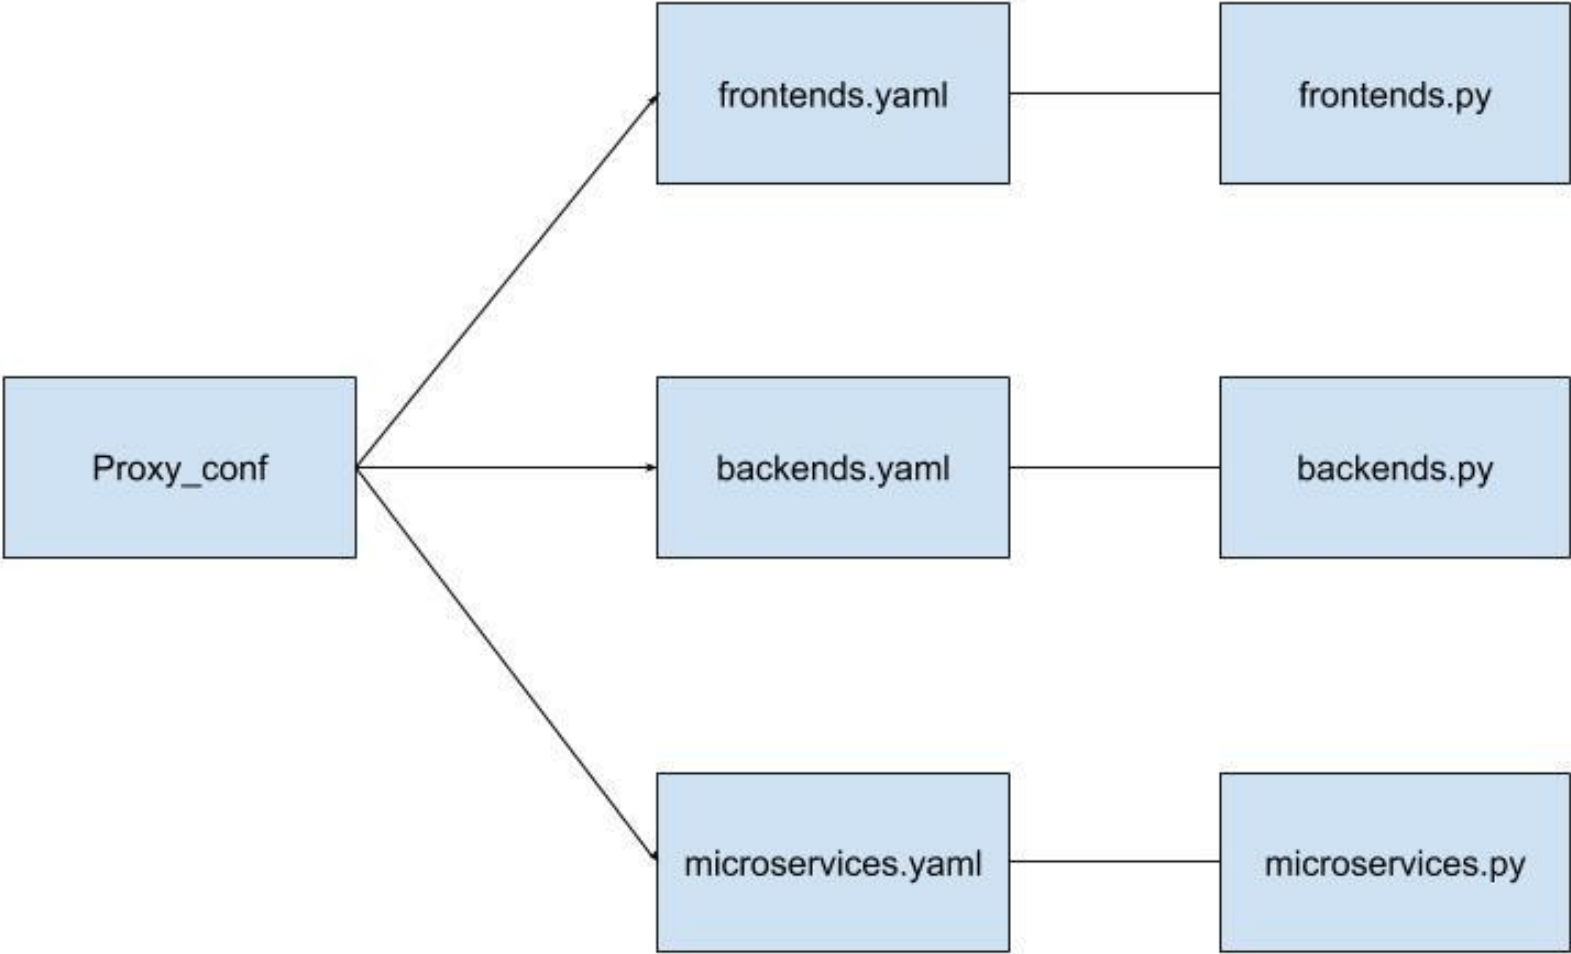 frontends.yaml
frontends.py
Proxy_conf
backends.yaml
backends.py
microservices.yaml
microservices.py